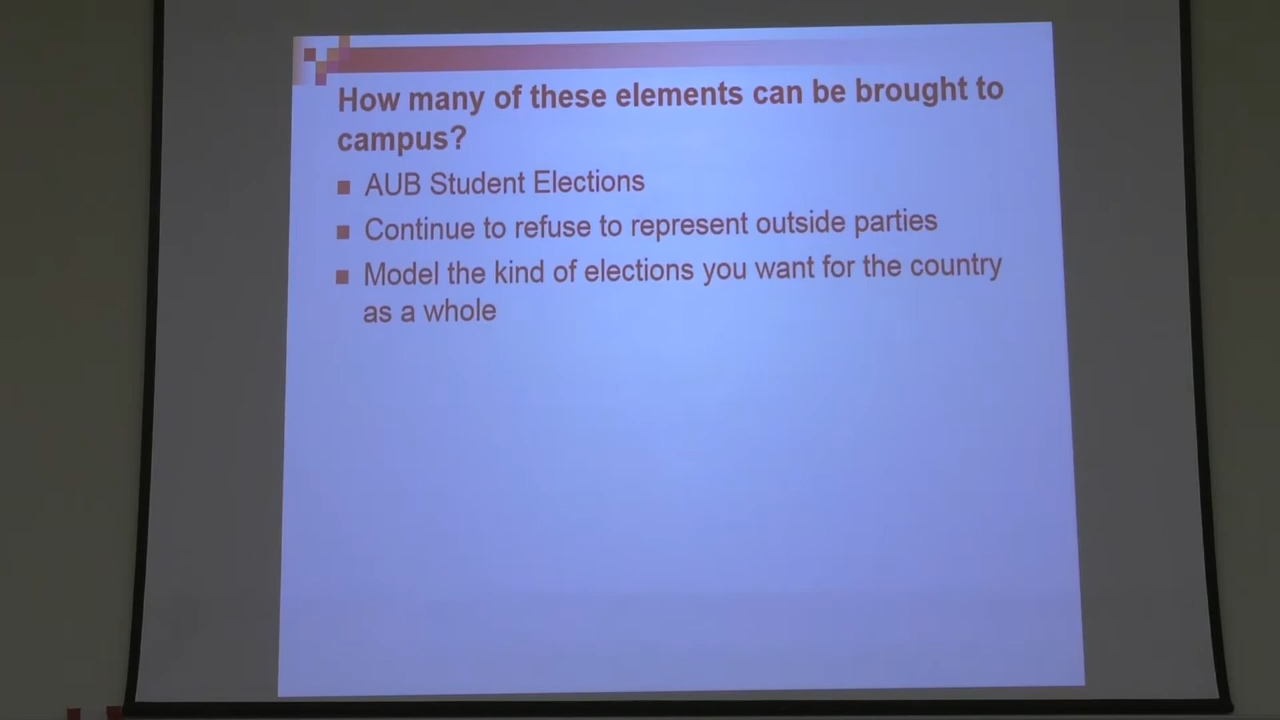 How many of these elements can be brought to
campus?
AUB Student Elections
Continue to refuse to represent outside parties
Model the kind of elections you want for the country
as a whole